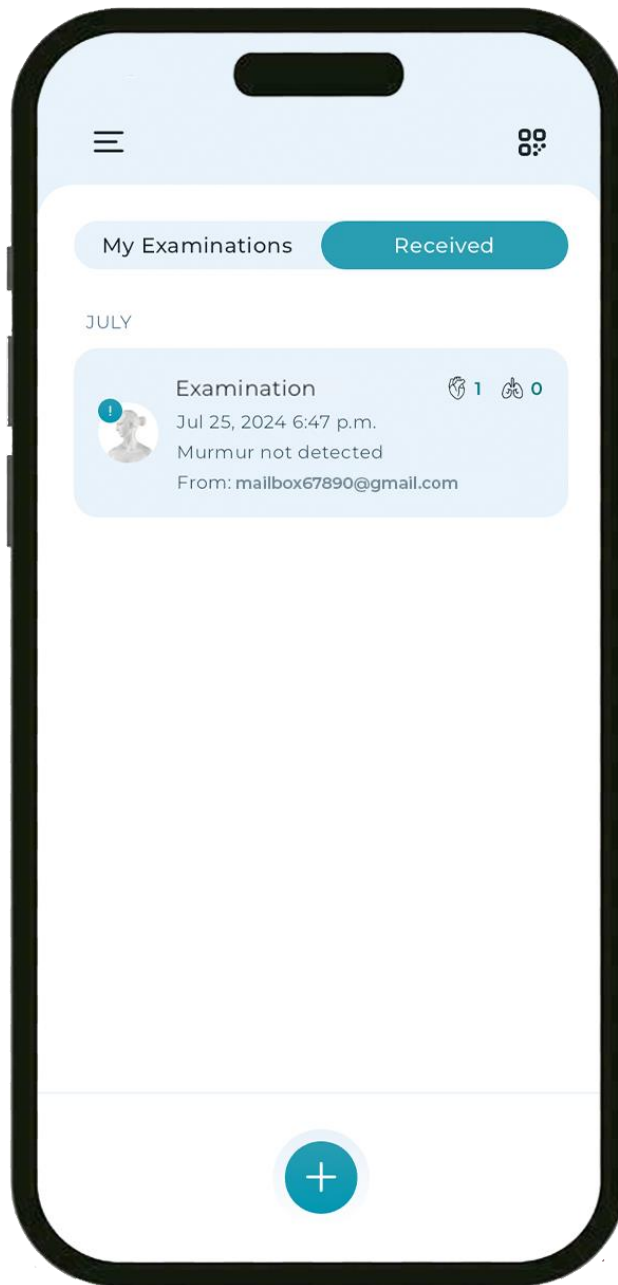 My Examinations
Received
JULY
Examination 1 0
Jul 25, 2024 6:47 p.m.
Murmur not detected
From: mailbox67890@gmail.com